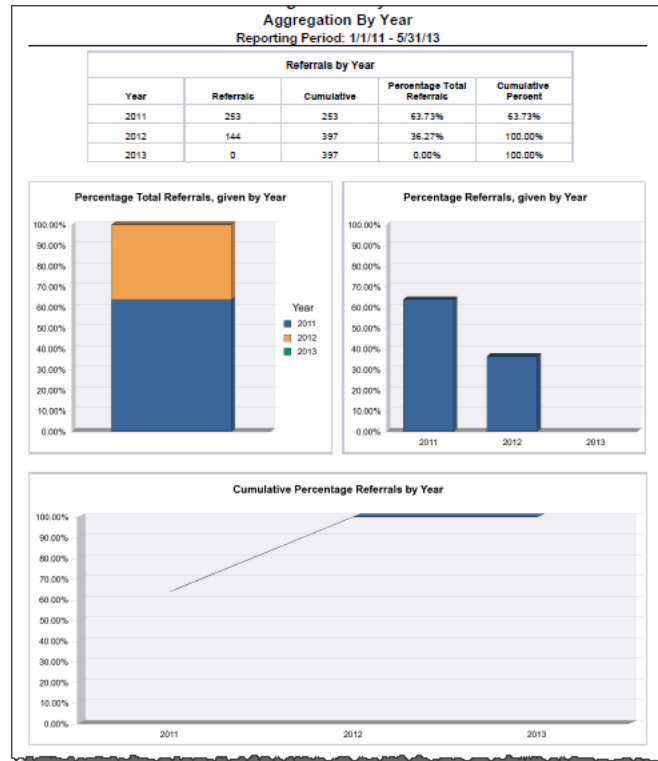 Aggregation By Year
Reporting Period: 1/1/11 - 5/31/13
Referrals by Year
Year Referrals Cumulative Percentage Total Referrals Cumulative Percent
2011 253 253 63.73% 63.73%
2012 144 397 36.27% 100.00%
2013 0 397 0.00% 100.00%
Percentage Total Referrals, given by Year
100.00%
90.00%
80.00%
70.00%
60.00%
50.00%
40.00%
30.00%
20.00%
10.00%
0.00%
Year
2011
2012
2013
Percentage Referrals, given by Year
100.00%
90.00%
80.00%
70.00%
60.00%
50.00%
40.00%
30.00%
20.00%
10.00%
0.00%
2011 2012 2013
Cumulative Percentage Referrals by Year
100.00%
90.00%
80.00%
70.00%
60.00%
50.00%
40.00%
30.00%
20.00%
10.00%
0.00%
2011 2012 2013